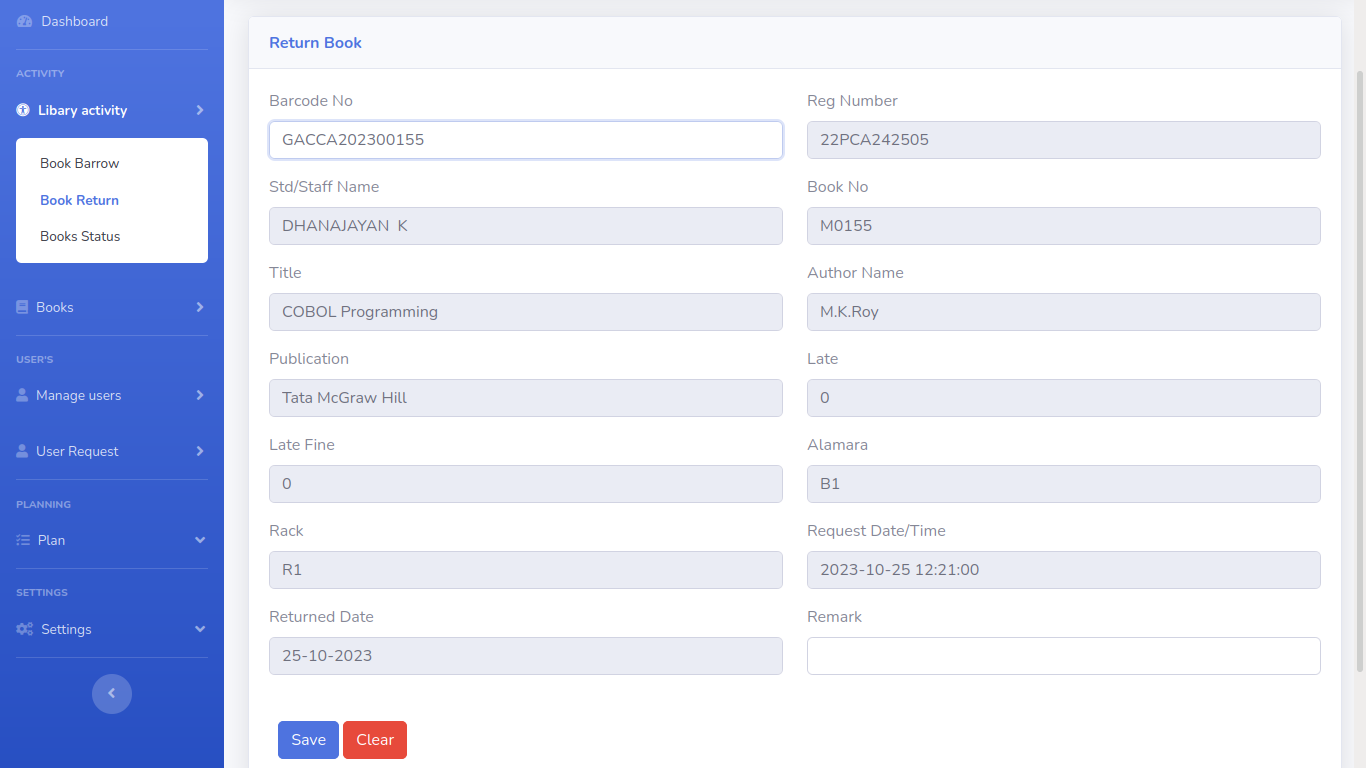 Dashboard
ACTIVITY
Libary activity
Book Barrow
Book Return
Books Status
Books
USER'S
Manage users
User Request
PLANNING
Plan
SETTINGS
Settings
Return Book
Barcode No
GACCA202300155
Reg Number
22PCA242505
Std/Staff Name
DHANAJAYAN  K
Book No
M0155
Title
COBOL Programming
Author Name
M.K.Roy
Publication
Tata McGraw Hill
Late
0
Late Fine
0
Alamara
B1
Rack
R1
Request Date/Time
2023-10-25 12:21:00
Returned Date
25-10-2023
Remark
Save
Clear